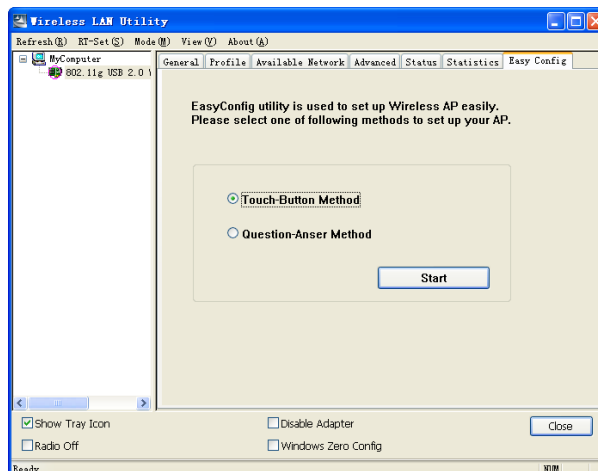 Wireless LAN Utility
Refresh(R) RT-Set(S) Mode(M) View(V) About(A)
MyComputer
802.11g USB 2.0
General Profile Available Network Advanced Status Statistics Easy Config
EasyConfig utility is used to set up Wireless AP easily.
Please select one of following methods to set up your AP.
Touch-Button Method
Question-Anser Method
Start
Show Tray Icon
Disable Adapter
Close
Radio Off
Windows Zero Config
Ready
NUM